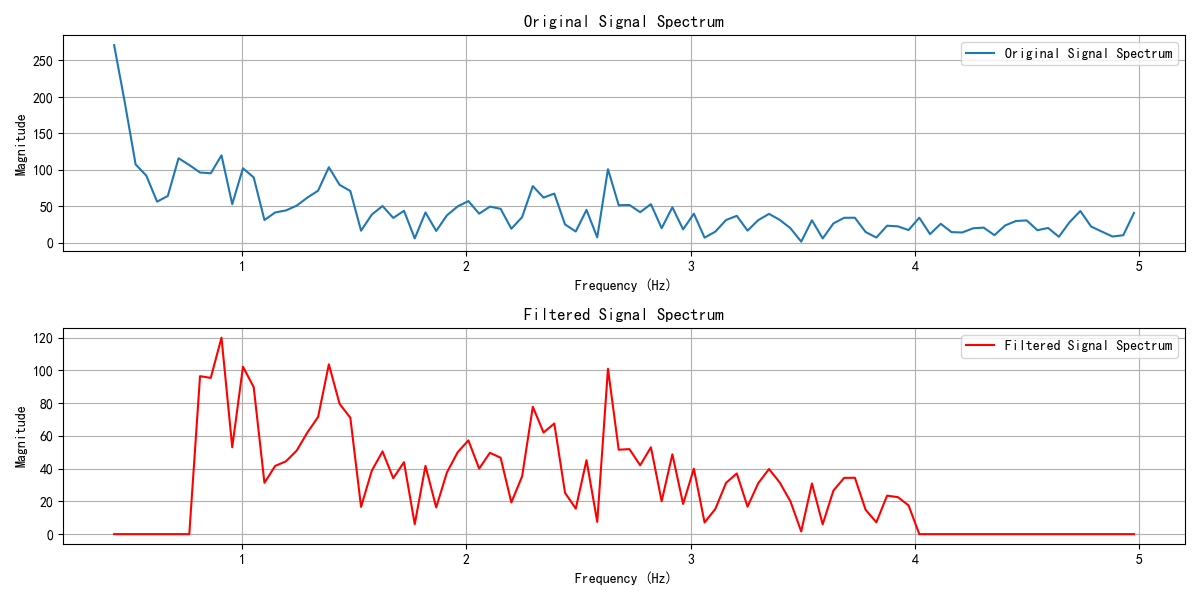 Original Signal Spectrum
Original Signal Spectrum
250
200
150
100
50
0
Magnitude
1 2 3 4 5
Frequency (Hz)
Filtered Signal Spectrum
Filtered Signal Spectrum
120
100
80
60
40
20
0
Magnitude
1 2 3 4 5
Frequency (Hz)